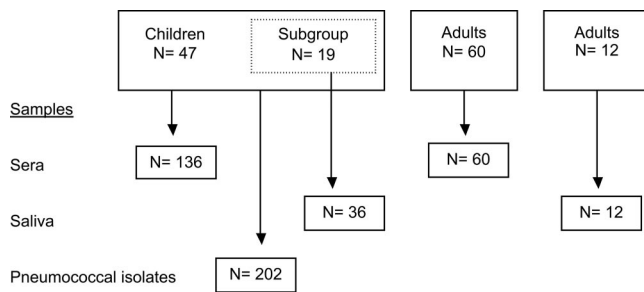 Children
N= 47
Subgroup
N= 19
Adults
N= 60
Adults
N= 12
Samples
Sera
N= 136
N= 60
Saliva
N= 36
N= 12
Pneumococcal isolates
N= 202